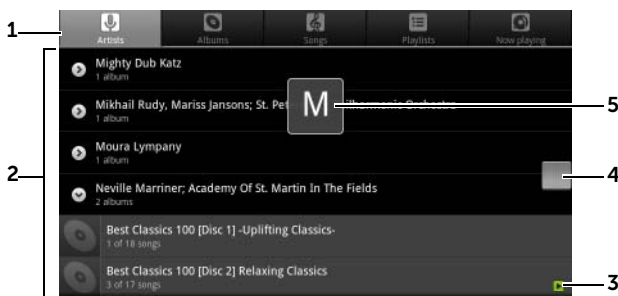 Artists Albums Songs Playlists Now playing
1
Mighty Dub Katz
1 album
Mikhail Rudy, Mariss Jansons; St. Pet M harmonic Orchestra
5
1 album
Moura Lympany
1 album
2
4
Neville Marriner; Academy Of St. Martin In The Fields
2 albums
Best Classics 100 [Disc 1] -Uplifting Classics-
1 of 18 songs
Best Classics 100 [Disc 2] Relaxing Classics
3 of 17 songs
3